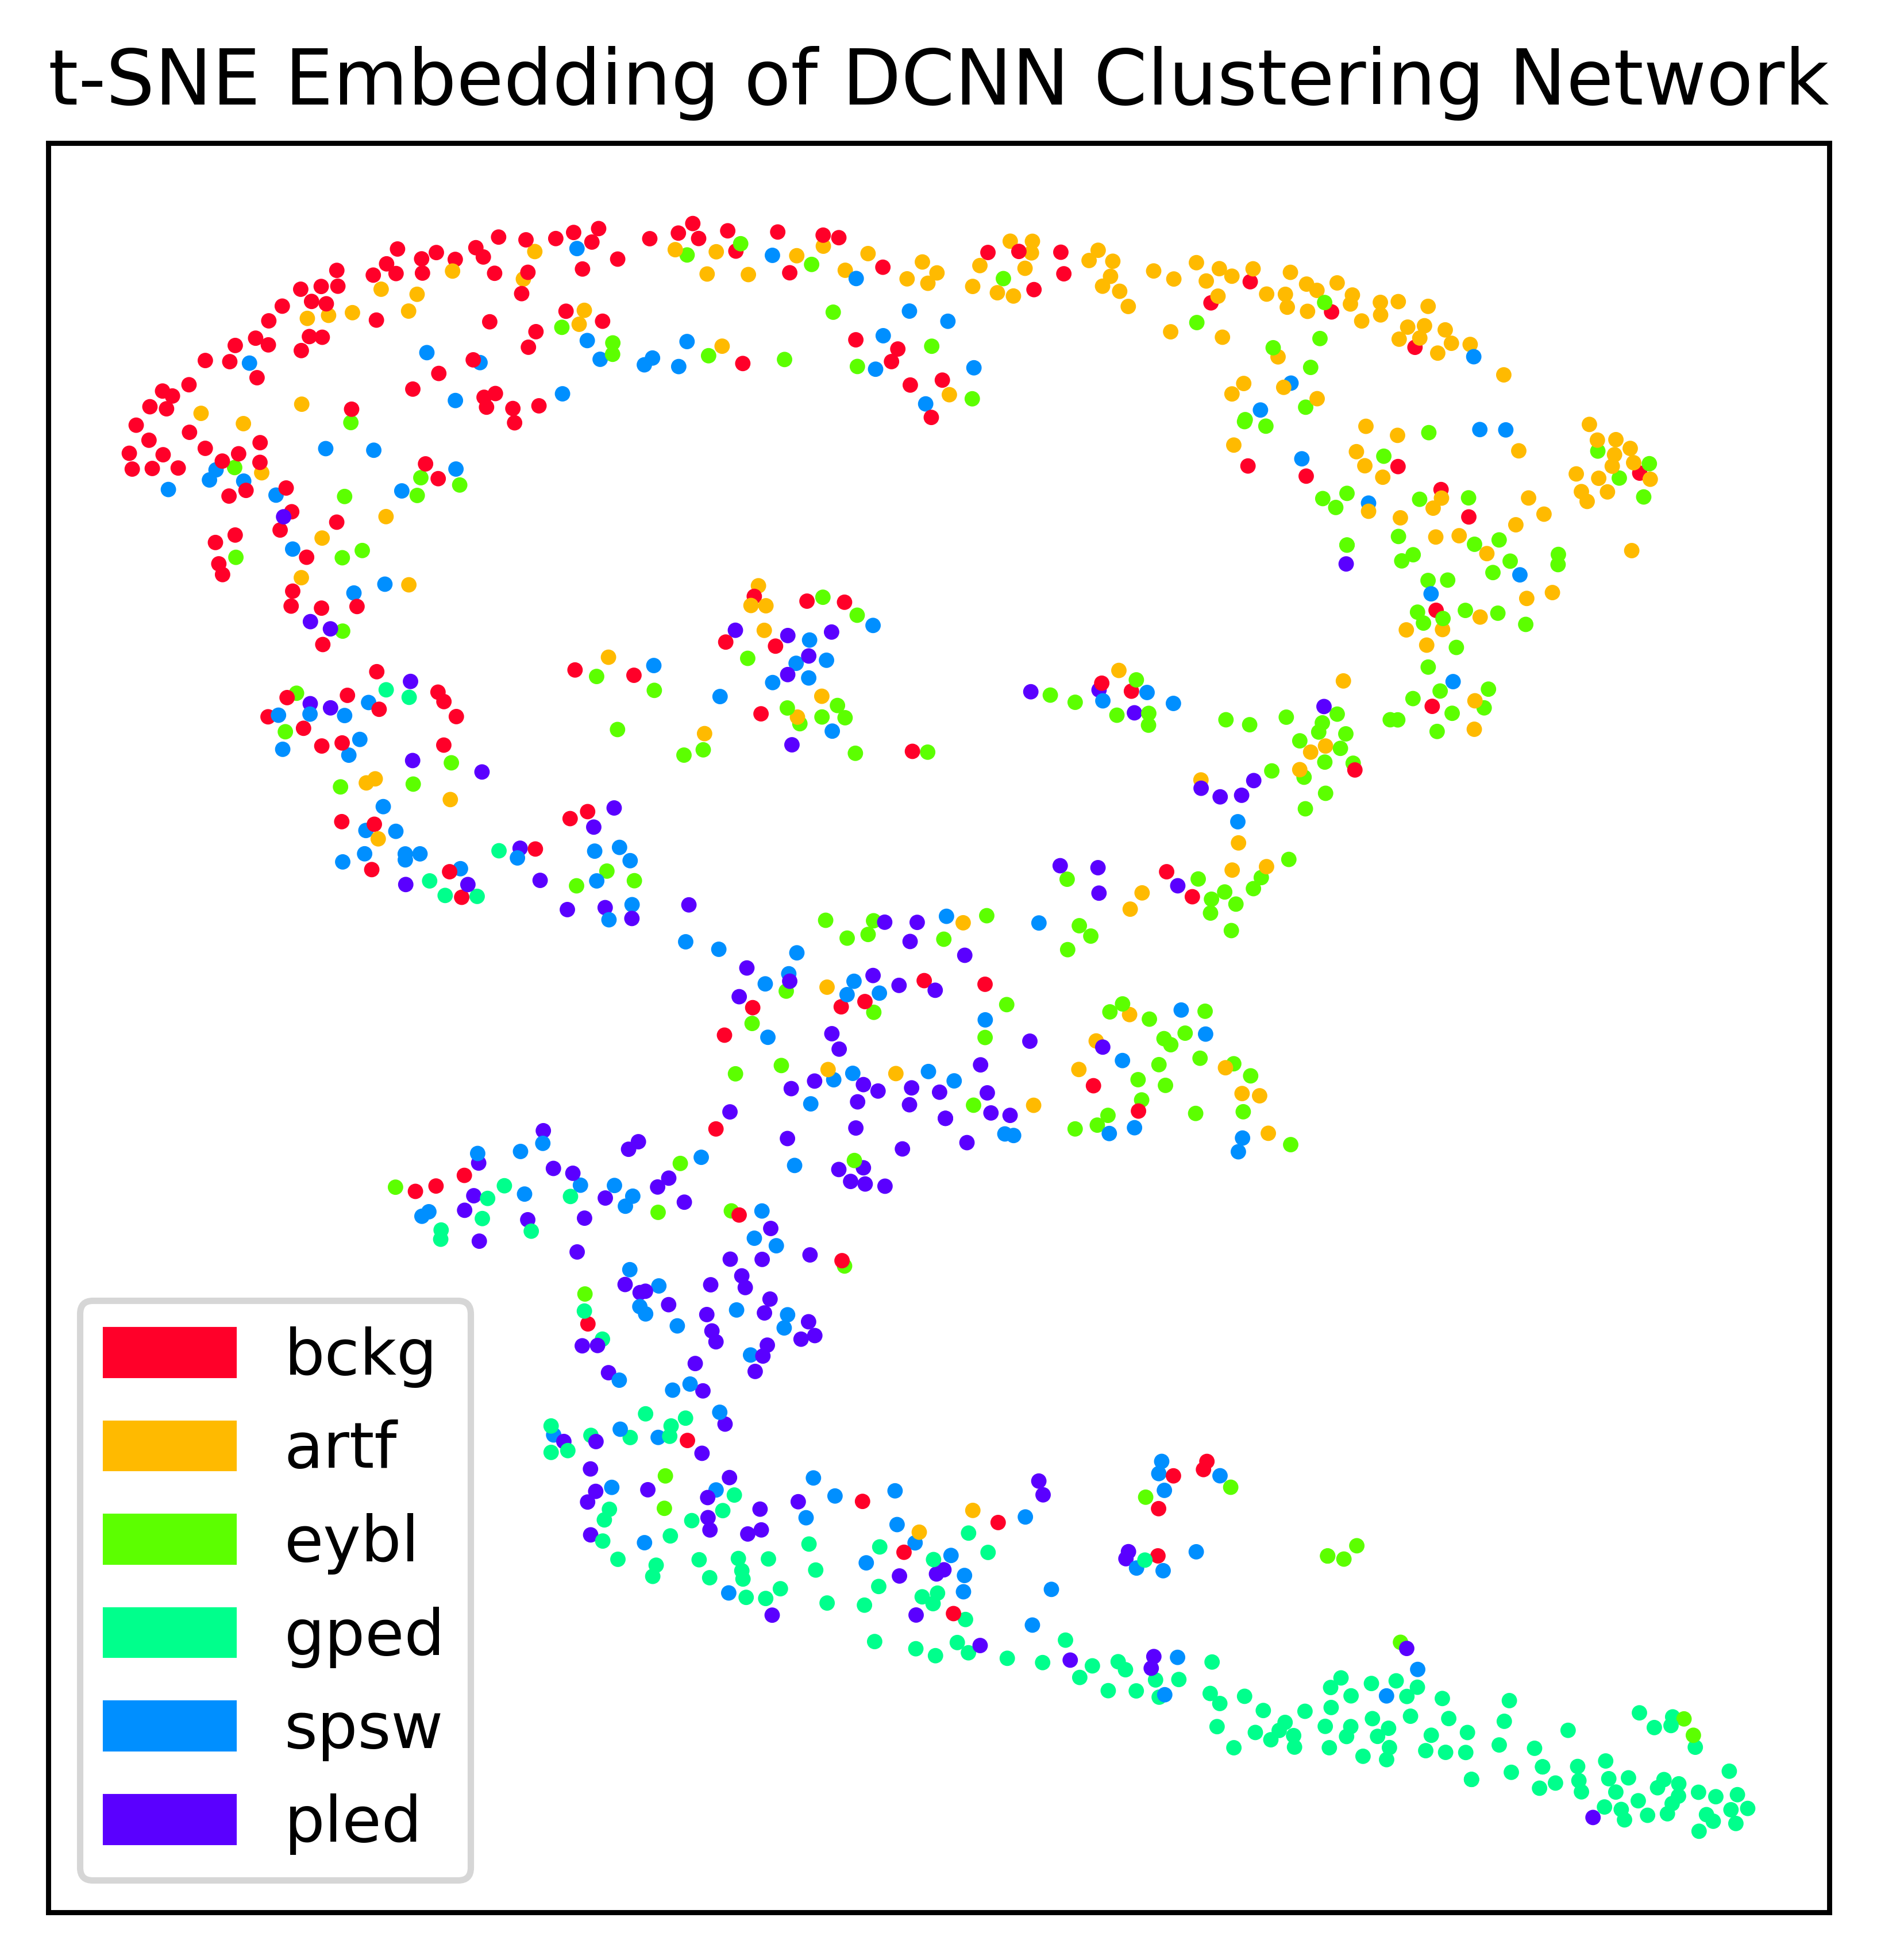 t-SNE Embedding of DCNN Clustering Network
bckg
artf
eybl
gped
spsw
pled